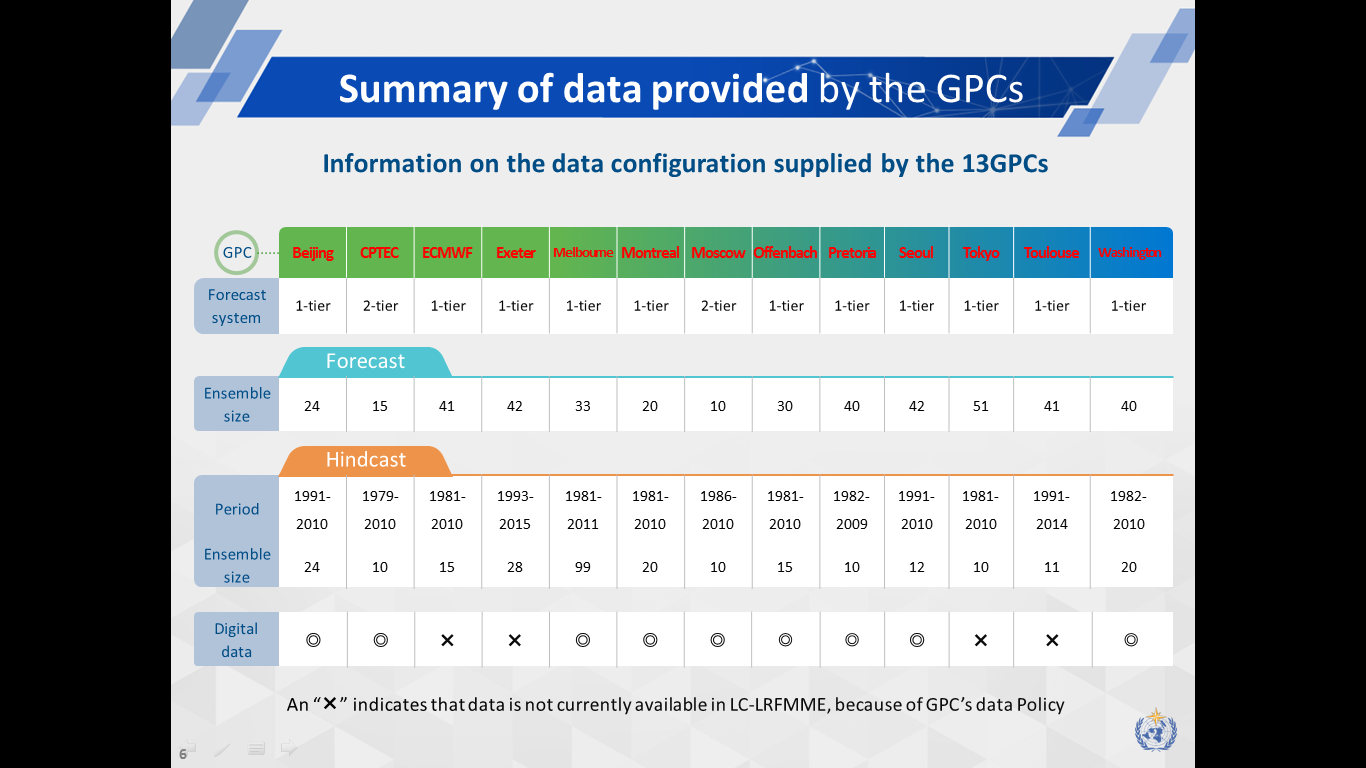 Summary of data provided by the GPCs
Information on the data configuration supplied by the 13GPCs
GPC Beijing CPTEC ECMWF Exeter Melbourne Montreal Moscow Offenbach Pretoria Seoul Tokyo Toulouse Washington
Forecast
system
1-tier 2-tier 1-tier 1-tier 1-tier 1-tier 2-tier 1-tier 1-tier 1-tier 1-tier 1-tier 1-tier
Forecast
Ensemble
size
24 15 41 42 33 20 10 30 40 42 51 41 40
Hindcast
Period
1991- 1979- 1981- 1993- 1981- 1981- 1986- 1981- 1982- 1991- 1981- 1991- 1982-
2010 2010 2010 2015 2011 2010 2010 2010 2009 2010 2010 2014 2010
Ensemble
size
24 10 15 28 99 20 10 15 10 12 10 11 20
Digital
data
◎ ◎ × × ◎ ◎ ◎ ◎ ◎ ◎ × × ◎
An “×” indicates that data is not currently available in LC-LRFMME, because of GPC’s data Policy
6